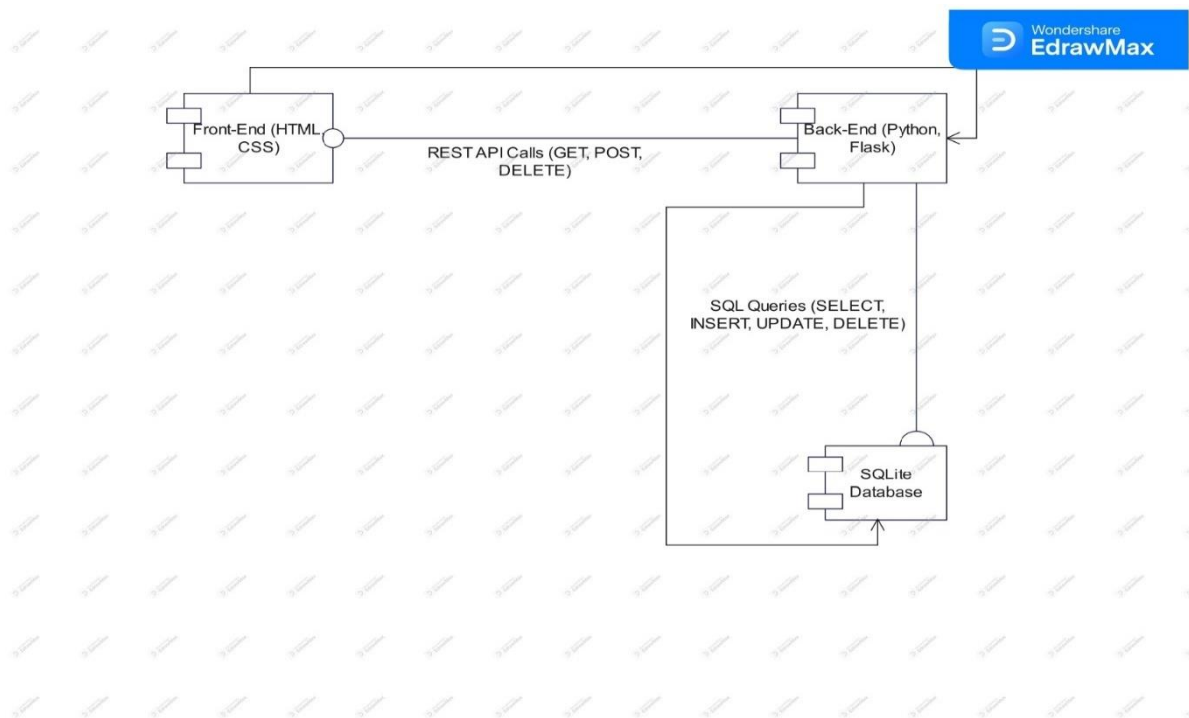 Wondershare
EdrawMax
Front-End (HTML,
CSS)
REST API Calls (GET, POST,
DELETE)
Back-End (Python,
Flask)
SQL Queries (SELECT,
INSERT, UPDATE, DELETE)
SQLite
Database